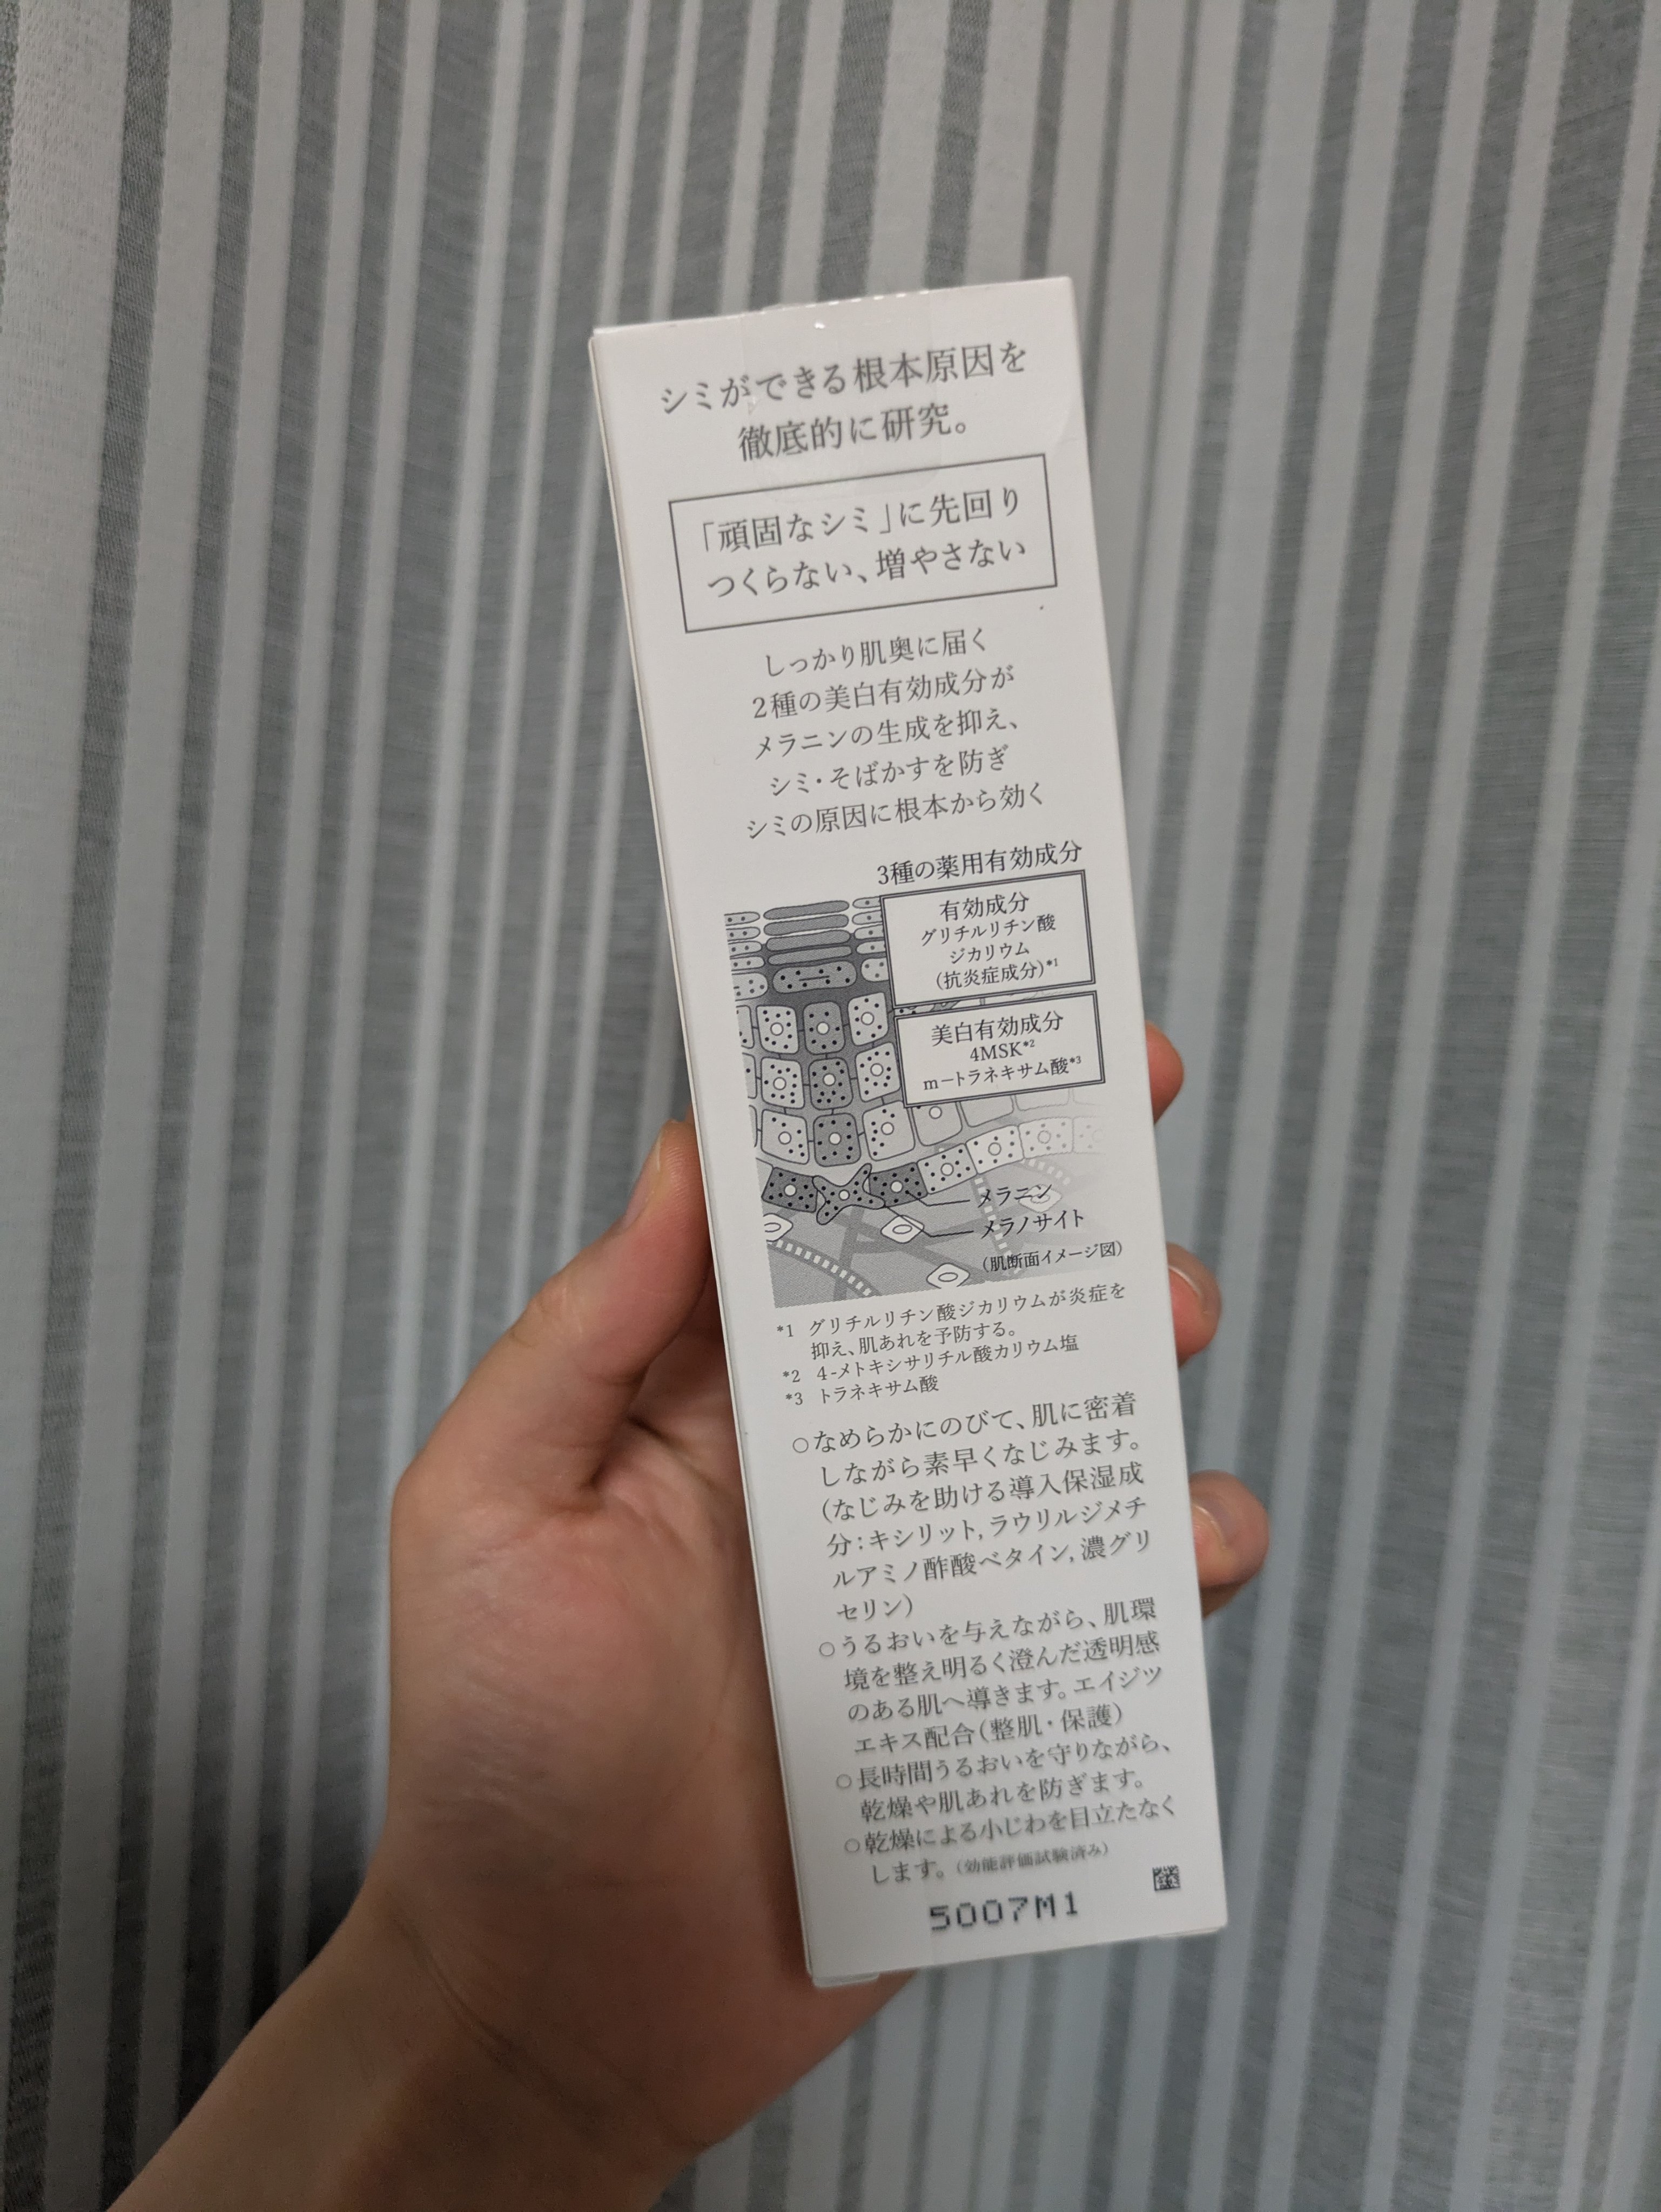 シミができる根本原因を
徹底的に研究。
「頑固なシミ」に先回り
つくらない、増やさない
しっかり肌奥に届く
2種の美白有効成分が
メラニンの生成を抑え、
シミ・そばかすを防ぎ
シミの原因に根本から効く
3種の薬用有効成分
有効成分
グリチルリチン酸
ジカリウム
(抗炎症成分)*1
美白有効成分
4MSK*2
m－トラネキサム酸*3
メラニン
メラノサイト
(肌断面イメージ図)
*1 グリチルリチン酸ジカリウムが炎症を
抑え、肌あれを予防する。
*2 4-メトキシサリチル酸カリウム塩
*3 トラネキサム酸
○なめらかにのびて、肌に密着
しながら素早くなじみます。
(なじみを助ける導入保湿成
分：キシリット, ラウリルジメチ
ルアミノ酢酸ベタイン, 濃グリ
セリン)
○うるおいを与えながら、肌環
境を整え明るく澄んだ透明感
のある肌へ導きます。エイジツ
エキス配合(整肌・保護)
○長時間うるおいを守りながら、
乾燥や肌あれを防ぎます。
○乾燥による小じわを目立たなく
します。(効能評価試験済み)
5007M1